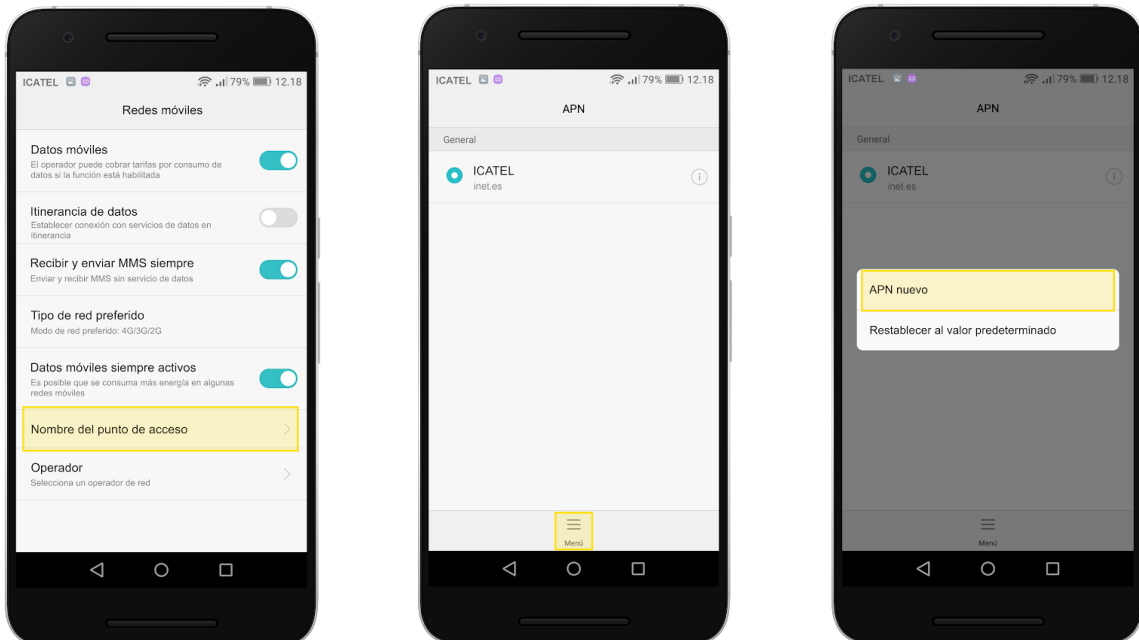 ICATEL 79% 12.18
Redes móviles
Datos móviles
El operador puede cobrar tarifas por consumo de
datos si la función está habilitada
Itinerancia de datos
Establecer conexión con servicios de datos en
itinerancia
Recibir y enviar MMS siempre
Enviar y recibir MMS sin servicio de datos
Tipo de red preferido
Modo de red preferido: 4G/3G/2G
Datos móviles siempre activos
Es posible que se consuma más energía en algunas
redes móviles
Nombre del punto de acceso
Operador
Selecciona un operador de red
ICATEL 79% 12.18
APN
General
ICATEL
inet.es
Menú
ICATEL 79% 12.18
APN
General
ICATEL
inet.es
APN nuevo
Restablecer al valor predeterminado
Menú